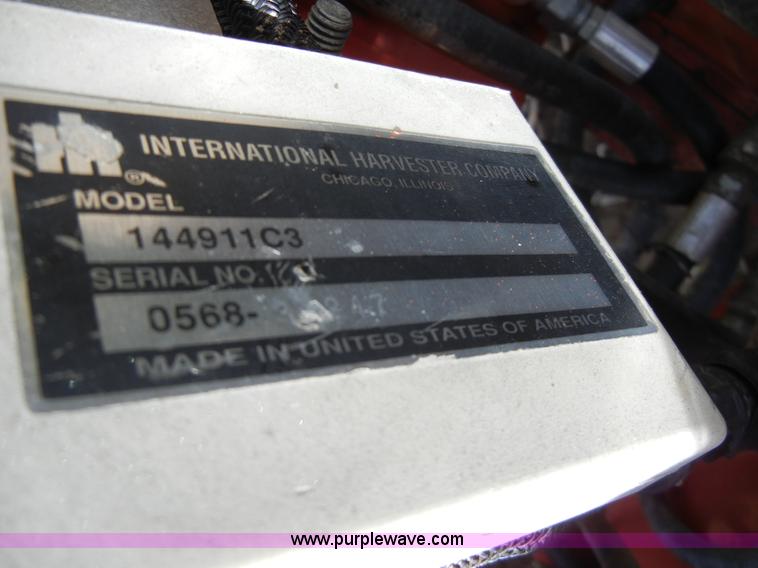 IH ®
INTERNATIONAL HARVESTER COMPANY
CHICAGO, ILLINOIS
MODEL
144911C3
SERIAL NO.
0568-
MADE IN UNITED STATES OF AMERICA
www.purplewave.com